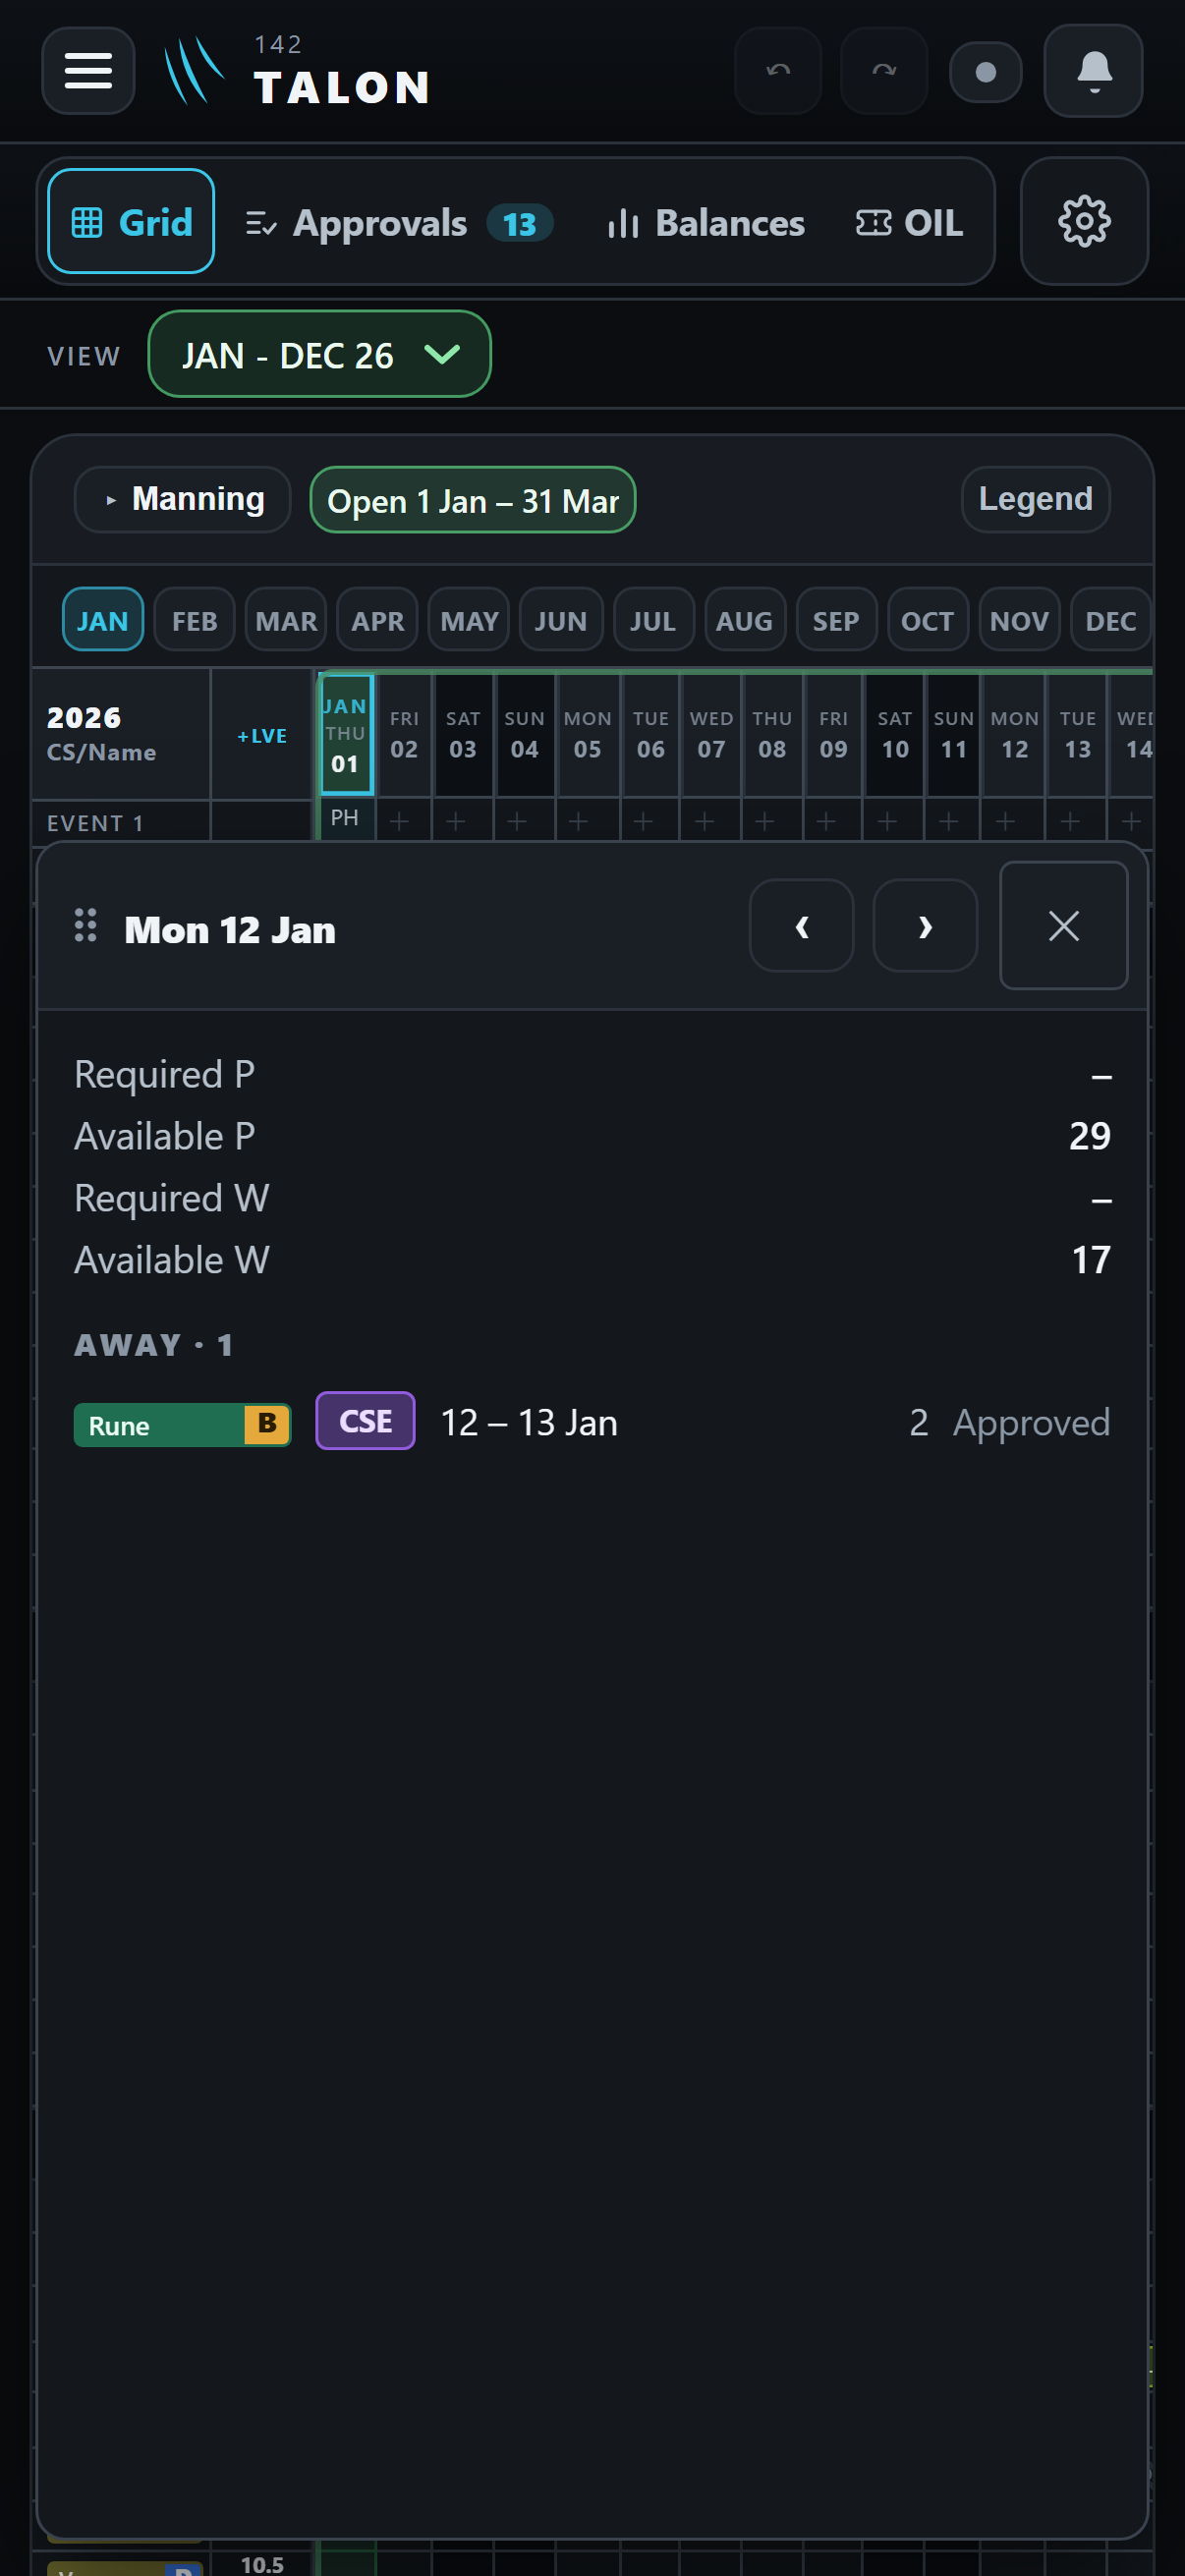 142
TALON
Grid
Approvals 13
Balances
OIL
VIEW
JAN - DEC 26
Manning
Open 1 Jan – 31 Mar
Legend
JAN FEB MAR APR MAY JUN JUL AUG SEP OCT NOV DEC
2026
CS/Name
+LVE
JAN THU 01
FRI 02
SAT 03
SUN 04
MON 05
TUE 06
WED 07
THU 08
FRI 09
SAT 10
SUN 11
MON 12
TUE 13
14
EVENT 1
PH + + + + + + + + + + + + +
Mon 12 Jan
Required P –
Available P 29
Required W –
Available W 17
AWAY · 1
Rune B CSE 12 – 13 Jan 2 Approved
10.5